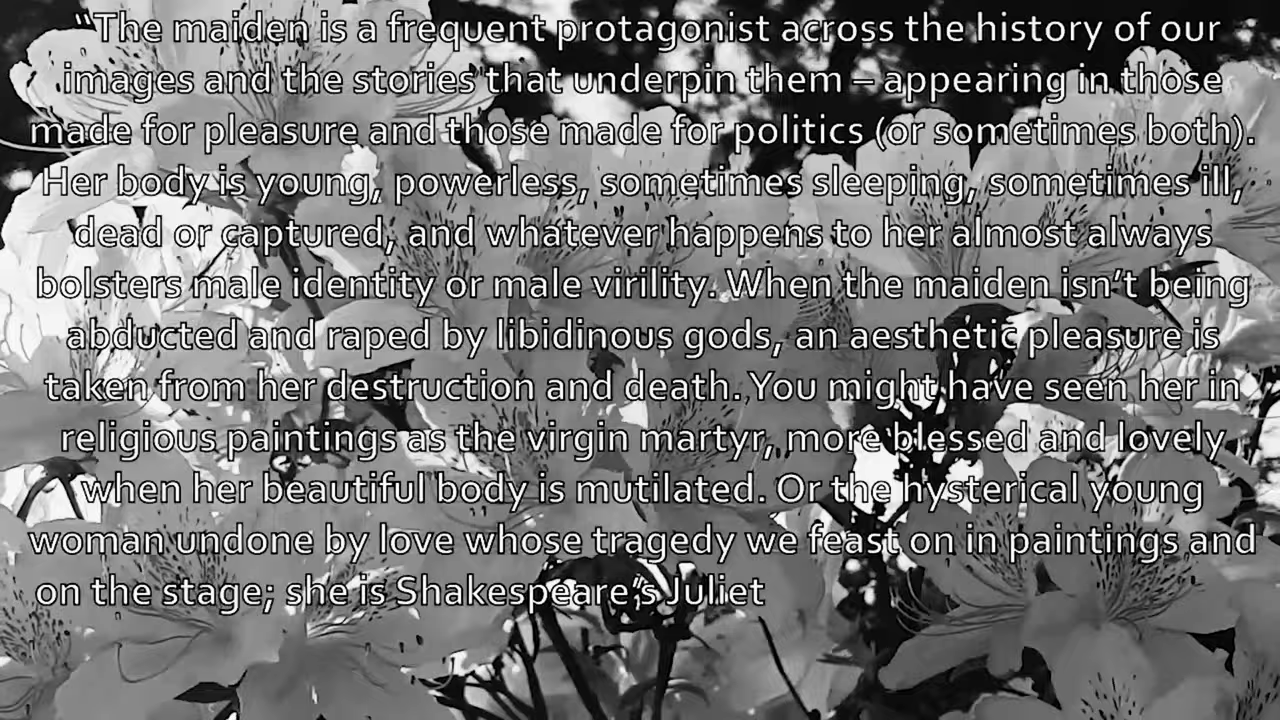 “The maiden is a frequent protagonist across the history of our
images and the stories that underpin them – appearing in those
made for pleasure and those made for politics (or sometimes both).
Her body is young, powerless, sometimes sleeping, sometimes ill,
dead or captured, and whatever happens to her almost always
bolsters male identity or male virility. When the maiden isn’t being
abducted and raped by libidinous gods, an aesthetic pleasure is
taken from her destruction and death. You might have seen her in
religious paintings as the virgin martyr, more blessed and lovely
when her beautiful body is mutilated. Or the hysterical young
woman undone by love whose tragedy we feast on in paintings and
on the stage; she is Shakespeare’s Juliet